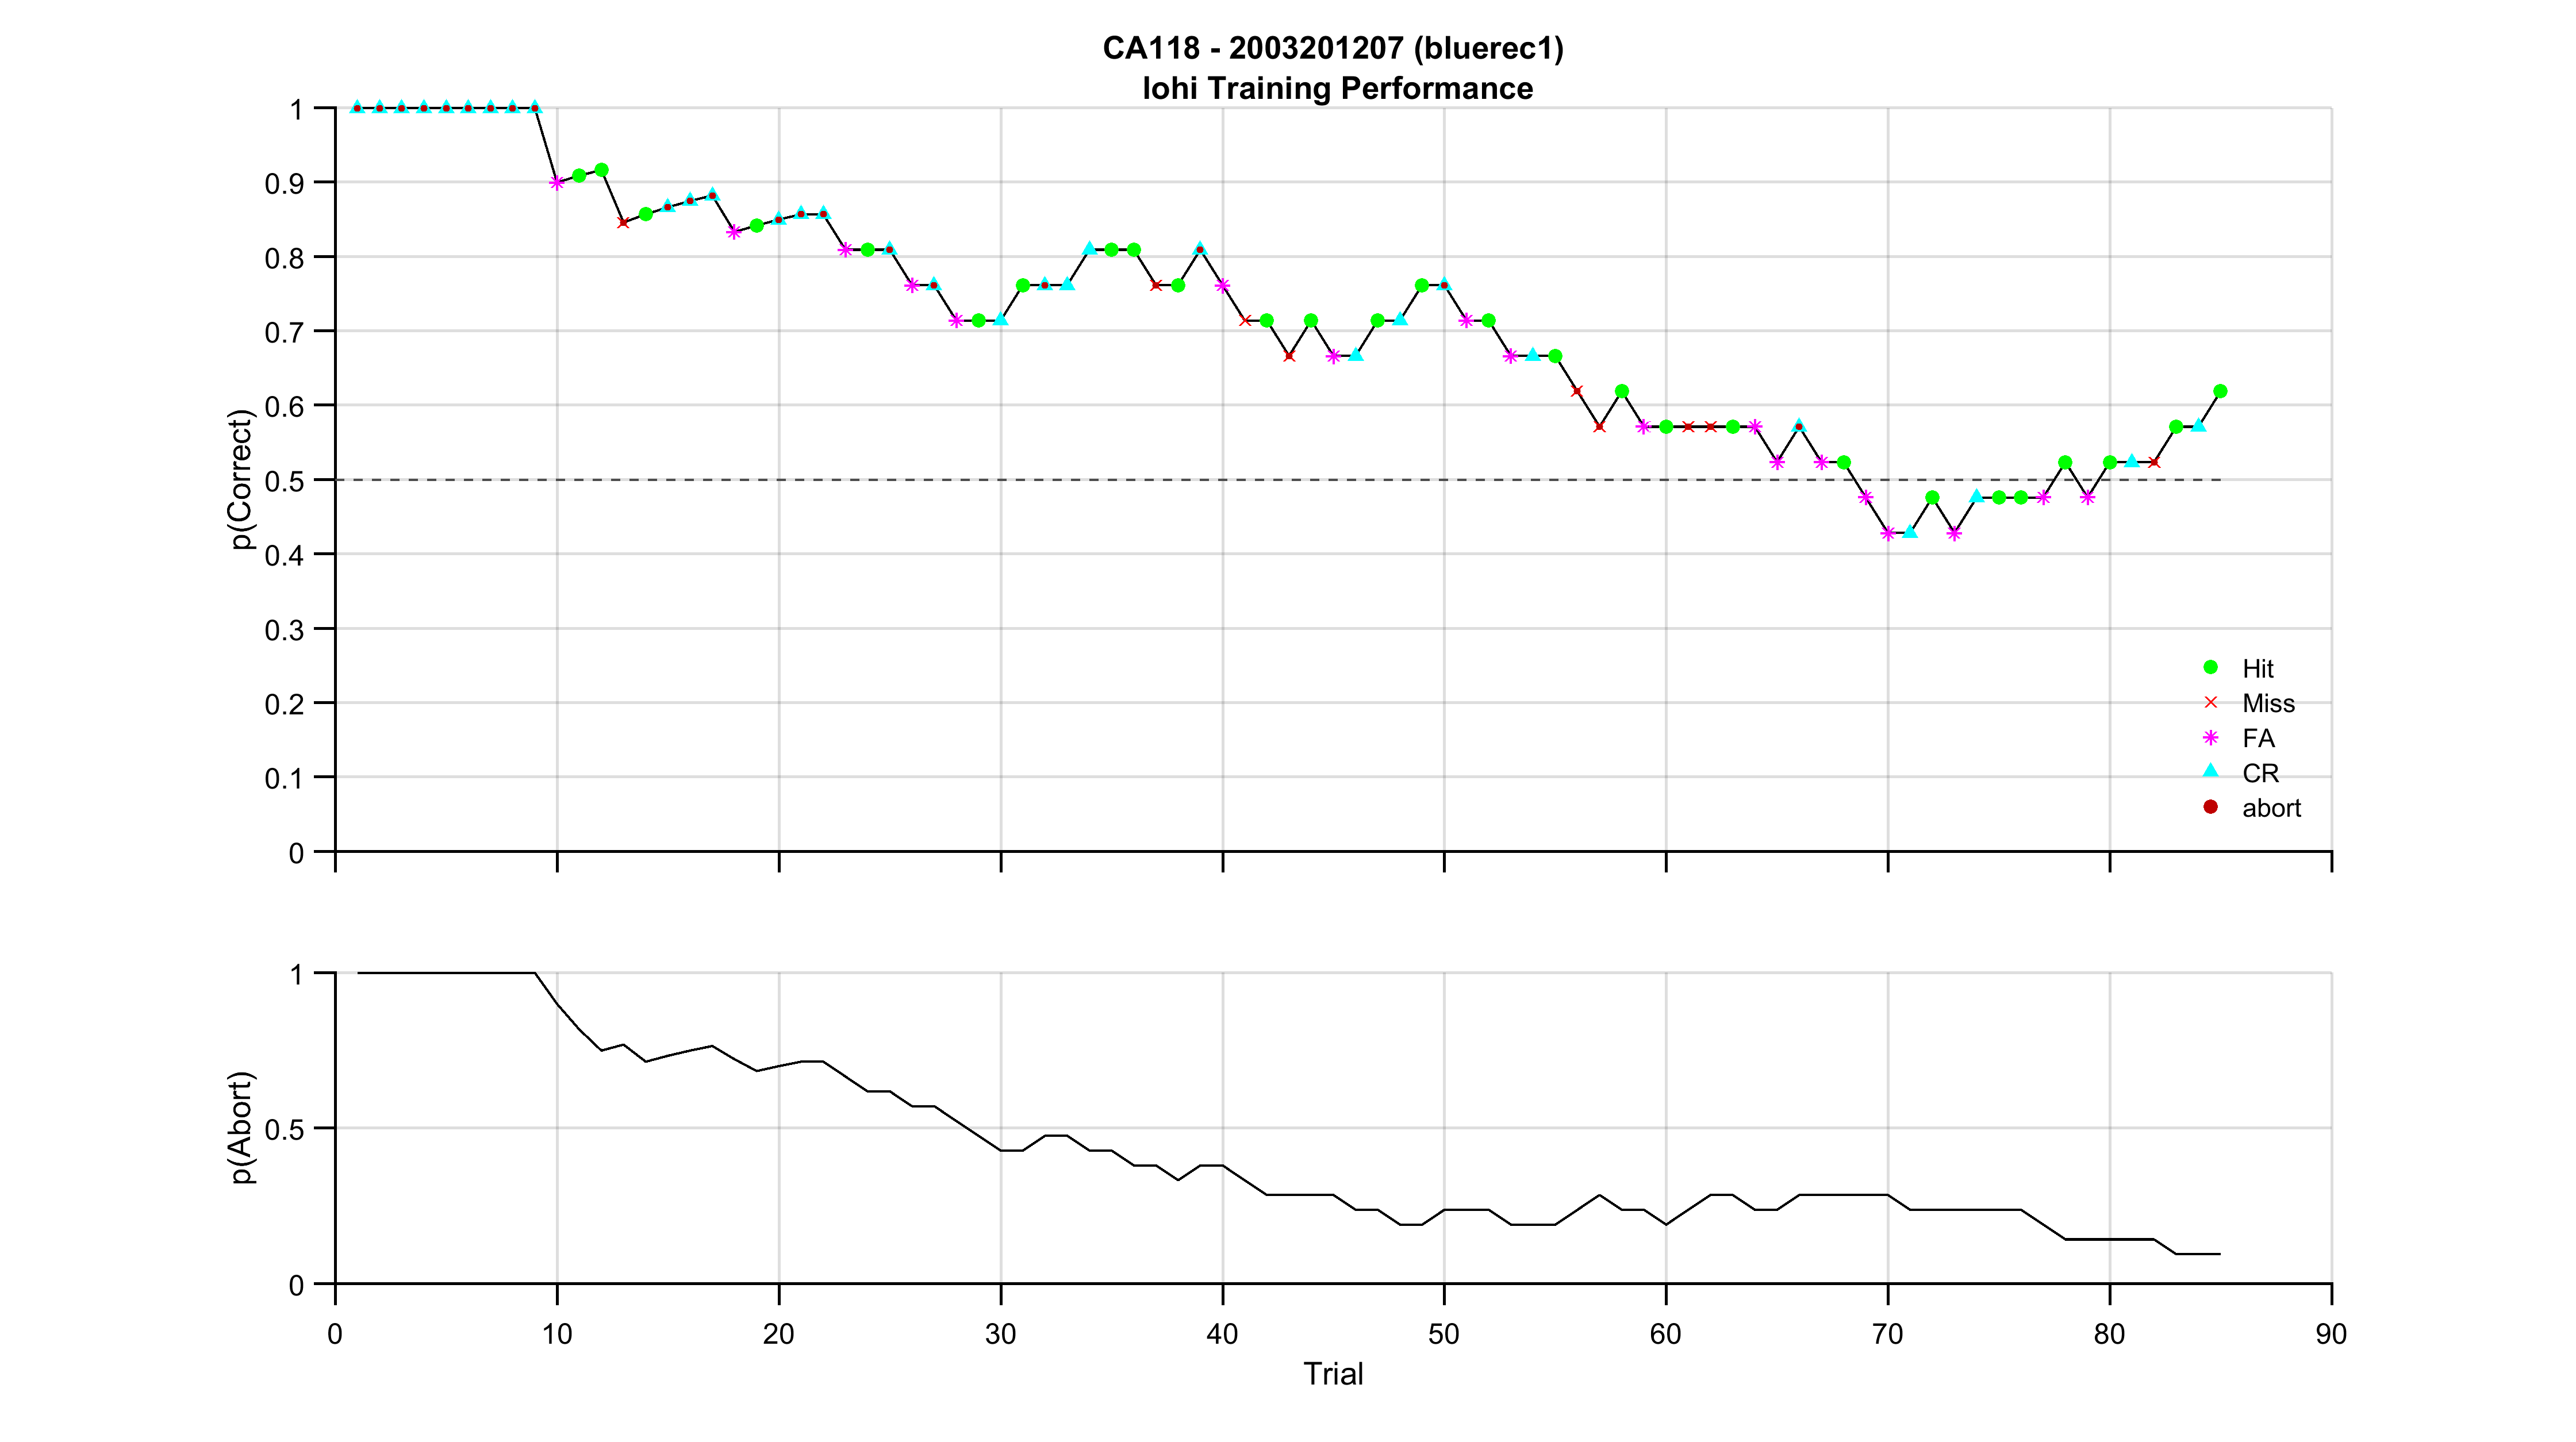 CA118 - 2003201207 (bluerec1)
lohi Training Performance
1
0.9
0.8
0.7
0.6
0.5
0.4
0.3
0.2
0.1
0
p(Correct)
Hit
Miss
FA
CR
abort
1
0.5
0
p(Abort)
0 10 20 30 40 50 60 70 80 90
Trial